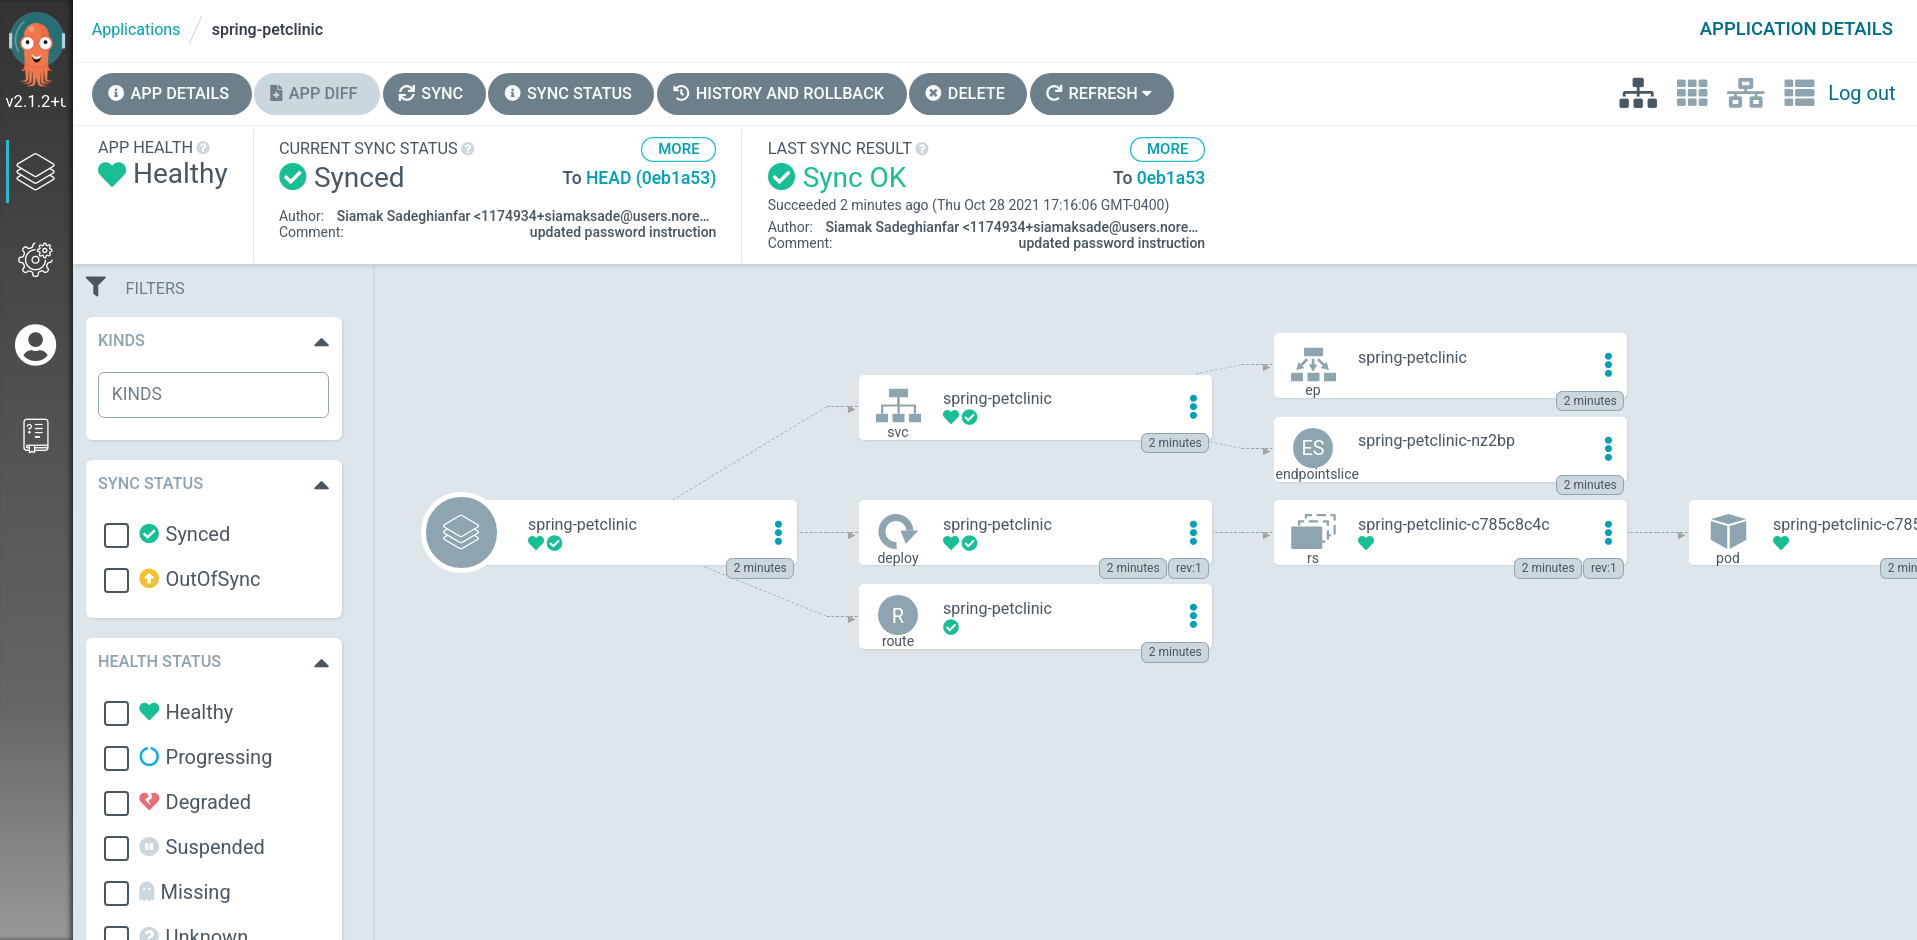 Applications / spring-petclinic
APPLICATION DETAILS
v2.1.2+u
APP DETAILS
APP DIFF
SYNC
SYNC STATUS
HISTORY AND ROLLBACK
DELETE
REFRESH
Log out
APP HEALTH
Healthy
CURRENT SYNC STATUS
MORE
Synced
To HEAD (0eb1a53)
Author: Siamak Sadeghianfar <1174934+siamaksade@users.nore...
Comment: updated password instruction
LAST SYNC RESULT
MORE
Sync OK
To 0eb1a53
Succeeded 2 minutes ago (Thu Oct 28 2021 17:16:06 GMT-0400)
Author: Siamak Sadeghianfar <1174934+siamaksade@users.nore...
Comment: updated password instruction
FILTERS
KINDS
KINDS
SYNC STATUS
Synced
OutOfSync
HEALTH STATUS
Healthy
Progressing
Degraded
Suspended
Missing
Unknown
spring-petclinic
2 minutes
spring-petclinic
svc
2 minutes
spring-petclinic
deploy
2 minutes
rev:1
R
spring-petclinic
route
2 minutes
spring-petclinic
ep
2 minutes
ES
spring-petclinic-nz2bp
endpointslice
2 minutes
spring-petclinic-c785c8c4c
rs
2 minutes
rev:1
spring-petclinic-c785
pod
2 min